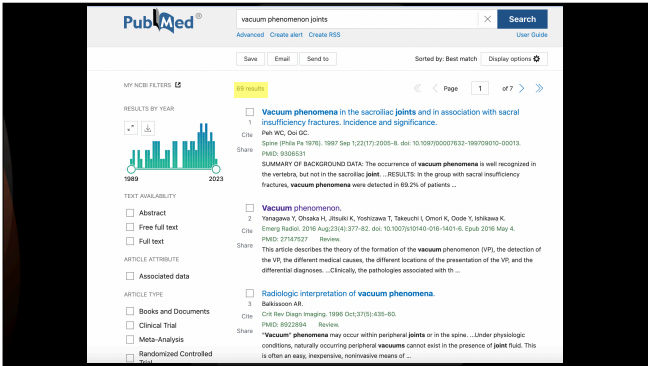 PubMed®
vacuum phenomenon joints
Search
Advanced Create alert Create RSS
User Guide
Save Email Send to
Sorted by: Best match Display options
MY NCBI FILTERS
69 results
Page 1 of 7
RESULTS BY YEAR
1989 2023
TEXT AVAILABILITY
Abstract
Free full text
Full text
ARTICLE ATTRIBUTE
Associated data
ARTICLE TYPE
Books and Documents
Clinical Trial
Meta-Analysis
Randomized Controlled
Trial
1
Cite
Share
Vacuum phenomena in the sacroiliac joints and in association with sacral
insufficiency fractures. Incidence and significance.
Peh WC, Ooi GC.
Spine (Phila Pa 1976). 1997 Sep 1;22(17):2005-8. doi: 10.1097/00007632-199709010-00013.
PMID: 9306531
SUMMARY OF BACKGROUND DATA: The occurrence of vacuum phenomena is well recognized in
the vertebra, but not in the sacroiliac joint. ...RESULTS: In the group with sacral insufficiency
fractures, vacuum phenomena were detected in 69.2% of patients ...
2
Cite
Share
Vacuum phenomenon.
Yanagawa Y, Ohsaka H, Jitsuiki K, Yoshizawa T, Takeuchi I, Omori K, Oode Y, Ishikawa K.
Emerg Radiol. 2016 Aug;23(4):377-82. doi: 10.1007/s10140-016-1401-6. Epub 2016 May 4.
PMID: 27147527 Review.
This article describes the theory of the formation of the vacuum phenomenon (VP), the detection of
the VP, the different medical causes, the different locations of the presentation of the VP, and the
differential diagnoses. ...Clinically, the pathologies associated with th ...
3
Cite
Share
Radiologic interpretation of vacuum phenomena.
Balkissoon AR.
Crit Rev Diagn Imaging. 1996 Oct;37(5):435-60.
PMID: 8922894 Review.
"Vacuum" phenomena may occur within peripheral joints or in the spine. ...Under physiologic
conditions, naturally occurring peripheral vacuums cannot exist in the presence of joint fluid. This
is often an easy, inexpensive, noninvasive means of ...